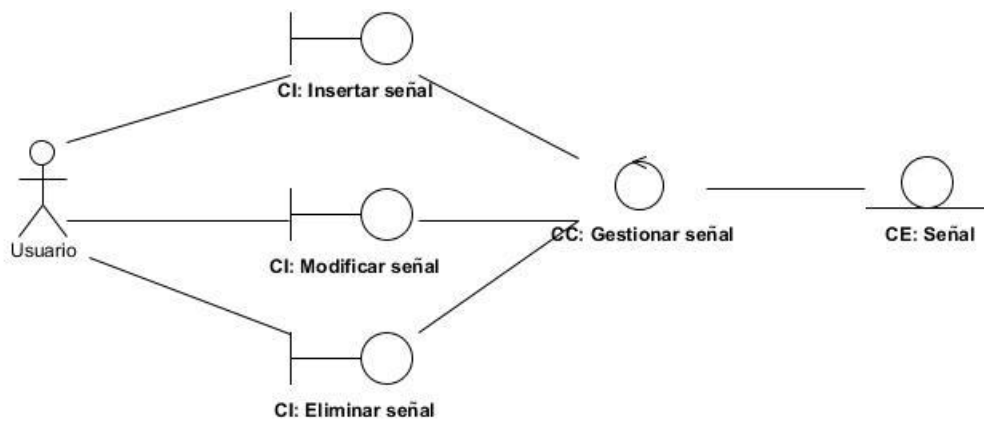 CI: Insertar señal
Usuario
CC: Gestionar señal
CE: Señal
CI: Modificar señal
CI: Eliminar señal